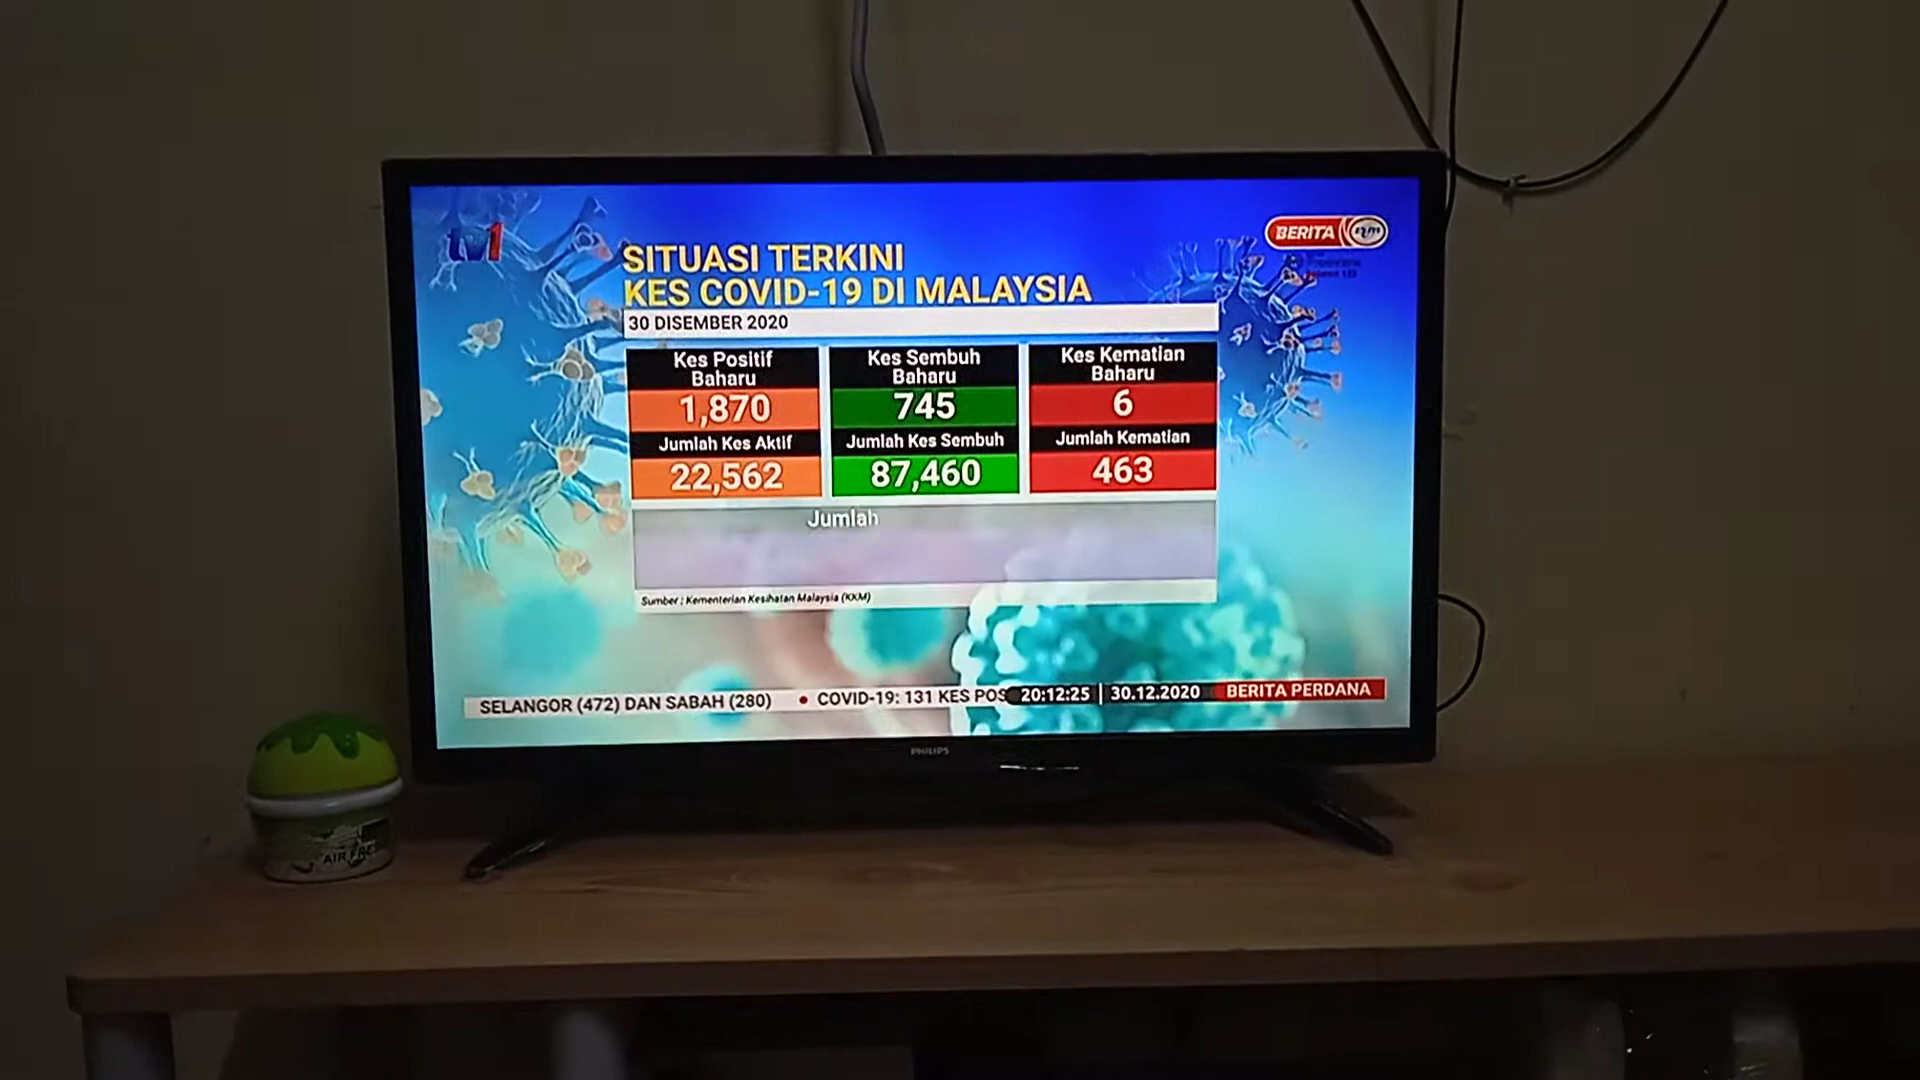 tv1
BERITA
SITUASI TERKINI
KES COVID-19 DI MALAYSIA
30 DISEMBER 2020
Kes Positif
Baharu
1,870
Jumlah Kes Aktif
22,562
Kes Sembuh
Baharu
745
Jumlah Kes Sembuh
87,460
Kes Kematian
Baharu
6
Jumlah Kematian
463
Jumlah
Sumber : Kementerian Kesihatan Malaysia (KKM)
SELANGOR (472) DAN SABAH (280) • COVID-19: 131 KES POS 20:12:25 | 30.12.2020 BERITA PERDANA
PHILIPS
AIR FRE